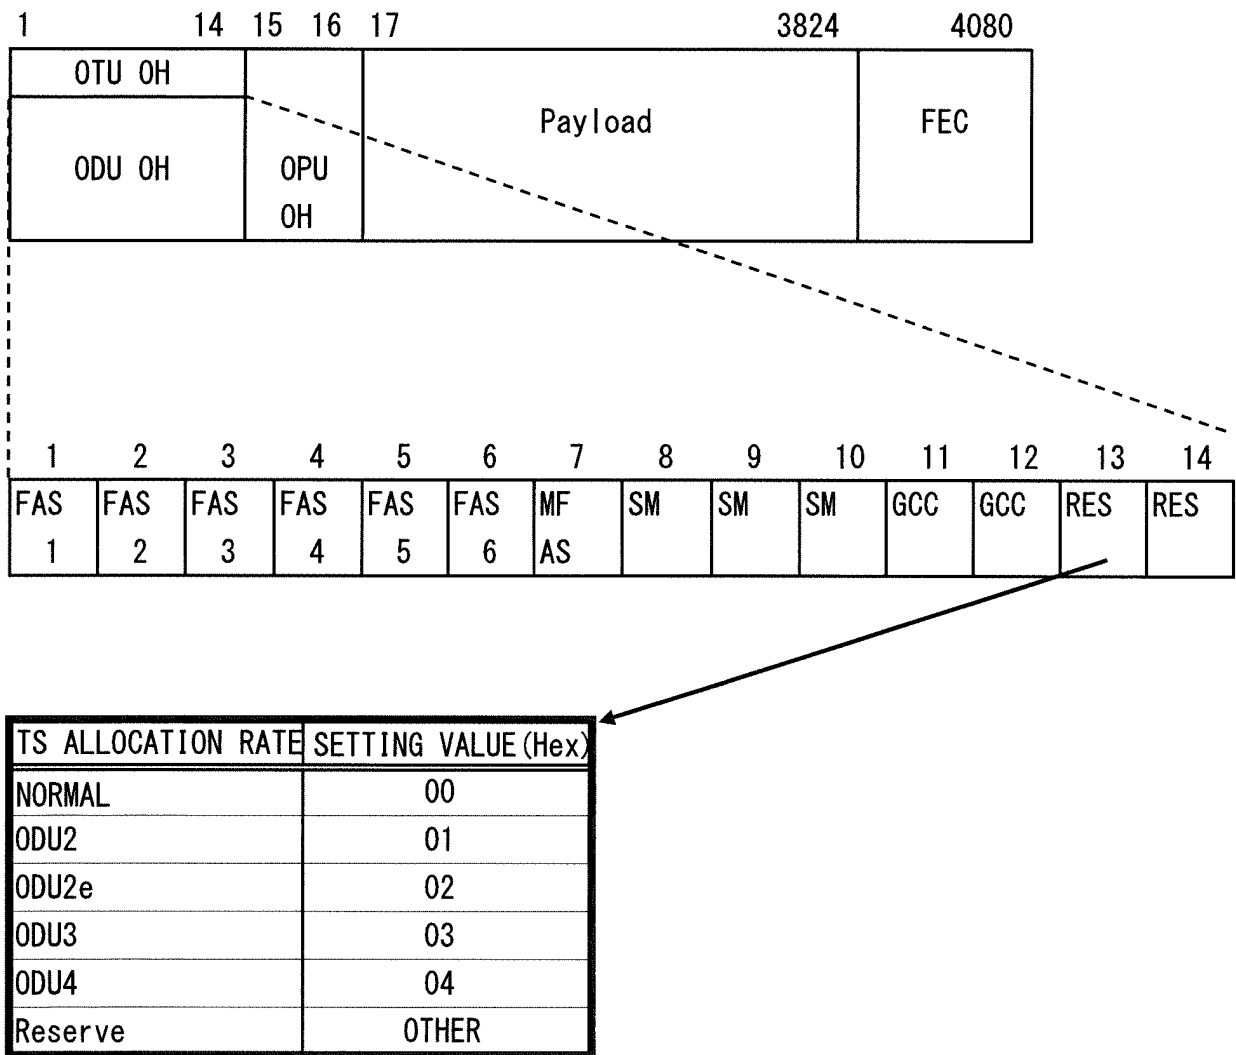 1 14 15 16 17 3824 4080
OTU OH
Payload FEC
ODU OH OPU
OH
1 2 3 4 5 6 7 8 9 10 11 12 13 14
FAS FAS FAS FAS FAS FAS MF SM SM SM GCC GCC RES RES
1 2 3 4 5 6 AS
TS ALLOCATION RATE SETTING VALUE(Hex)
NORMAL 00
ODU2 01
ODU2e 02
ODU3 03
ODU4 04
Reserve OTHER